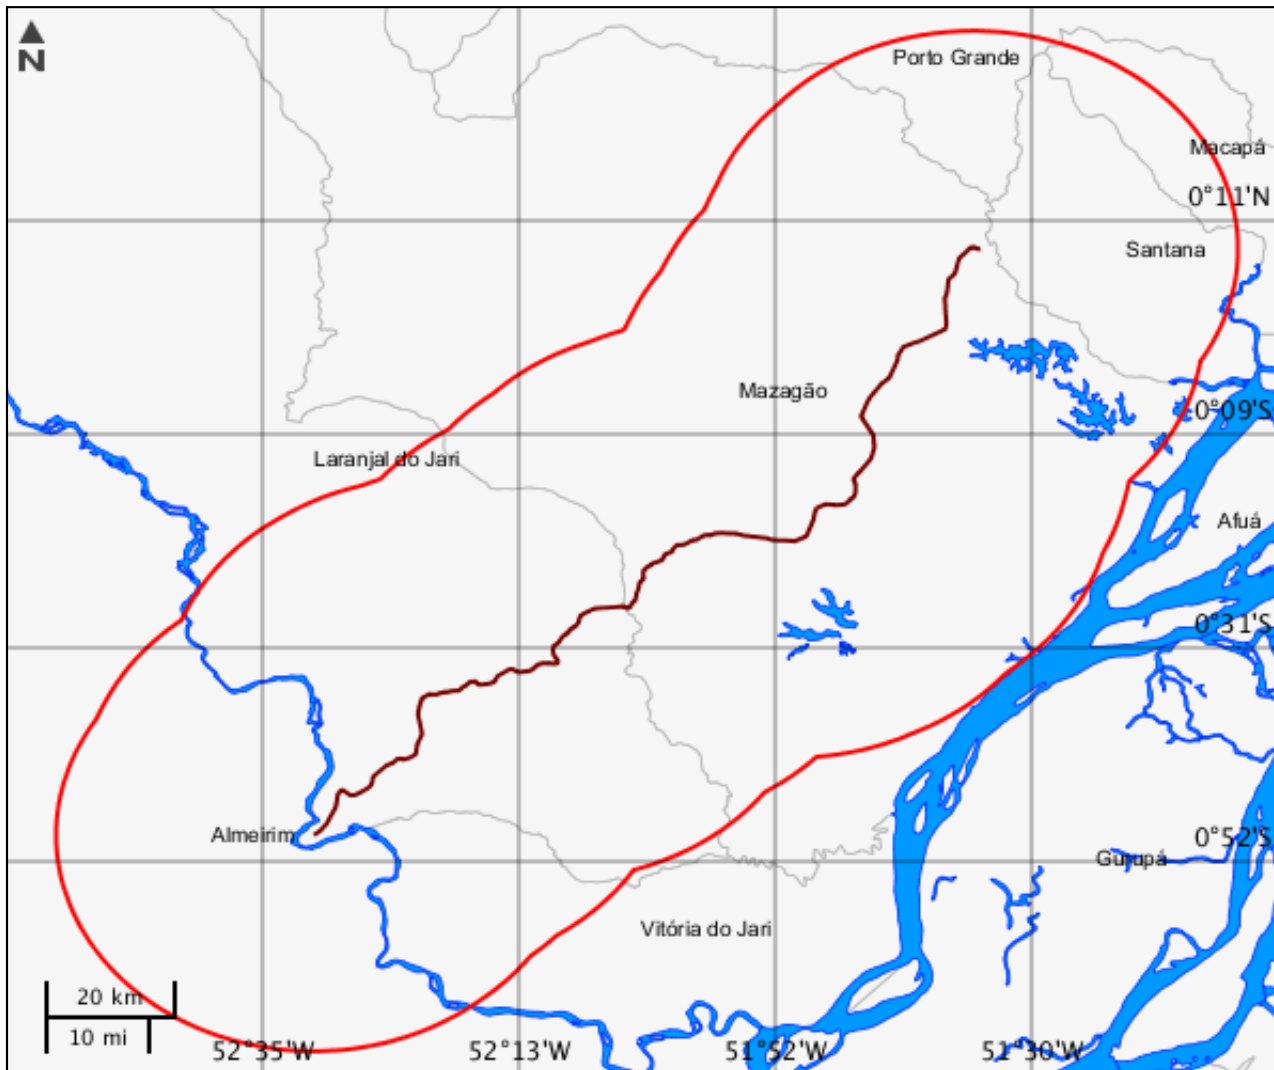 N
Porto Grande
Macapá
0°11'N
Santana
Mazagão
0°09'S
Laranjal do Jari
Afuá
0°31'S
Almeirim
0°52'S
Gurupá
Vitória do Jari
20 km
10 mi
52°35'W
52°13'W
51°52'W
51°30'W